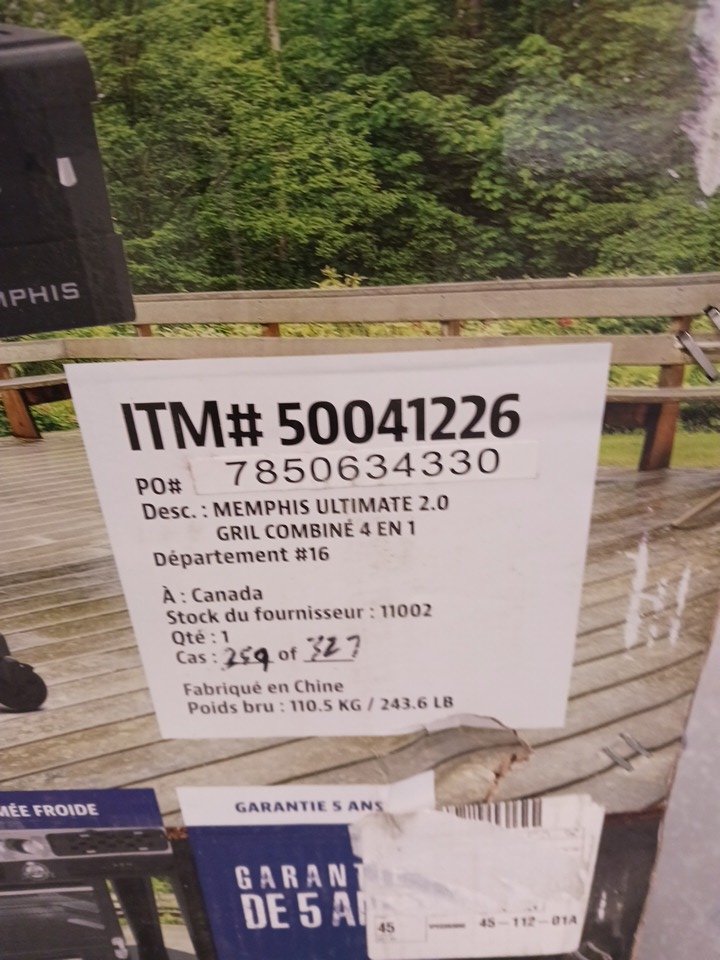 MPHIS
ITM# 50041226
PO# 7850634330
Desc. : MEMPHIS ULTIMATE 2.0
GRIL COMBINÉ 4 EN 1
Département #16
À : Canada
Stock du fournisseur : 11002
Qté : 1
Cas : 259 of 327
Fabriqué en Chine
Poids bru : 110.5 KG / 243.6 LB
MÉE FROIDE
GARANTIE 5 ANS
GARANT
DE 5 A
45
45-112-01A